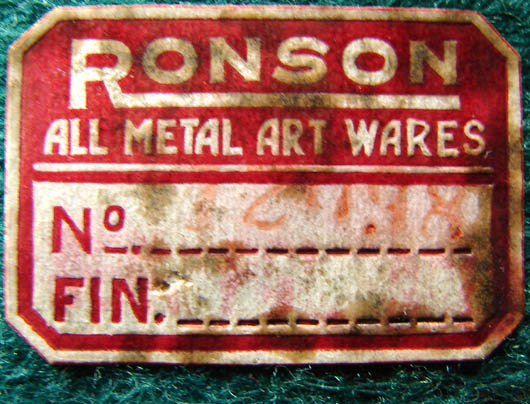 RONSON
ALL METAL ART WARES
No.
FIN.